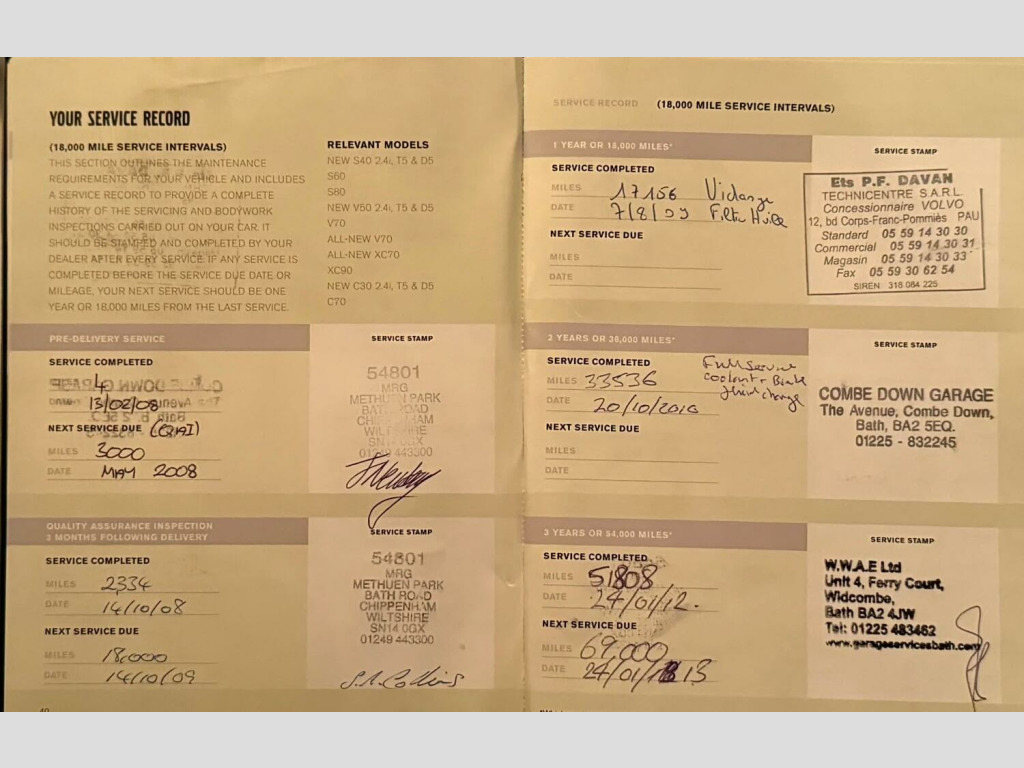 YOUR SERVICE RECORD
(18,000 MILE SERVICE INTERVALS)
THIS SECTION OUTLINES THE MAINTENANCE
REQUIREMENTS FOR YOUR VEHICLE AND INCLUDES
A SERVICE RECORD TO PROVIDE A COMPLETE
HISTORY OF THE SERVICING AND BODYWORK
INSPECTIONS CARRIED OUT ON YOUR CAR. IT
SHOULD BE STAMPED AND COMPLETED BY YOUR
DEALER AFTER EVERY SERVICE. IF ANY SERVICE IS
COMPLETED BEFORE THE SERVICE DUE DATE OR
MILEAGE, YOUR NEXT SERVICE SHOULD BE ONE
YEAR OR 18,000 MILES FROM THE LAST SERVICE.
RELEVANT MODELS
NEW S40 2.4i, T5 & D5
S60
S80
NEW V50 2.4i, T5 & D5
V70
ALL-NEW V70
ALL-NEW XC70
XC90
NEW C30 2.4i, T5 & D5
C70
PRE-DELIVERY SERVICE
SERVICE STAMP
SERVICE COMPLETED
MILES 4
DATE 13/02/08
NEXT SERVICE DUE (QAI)
MILES 3000
DATE MAY 2008
54801
MRG
METHUEN PARK
BATH ROAD
CHIPPENHAM
WILTSHIRE
SN14 0GX
01249 443300
QUALITY ASSURANCE INSPECTION
3 MONTHS FOLLOWING DELIVERY
SERVICE STAMP
SERVICE COMPLETED
MILES 2334
DATE 14/10/08
NEXT SERVICE DUE
MILES 18,000
DATE 14/10/09
54801
MRG
METHUEN PARK
BATH ROAD
CHIPPENHAM
WILTSHIRE
SN14 0GX
01249 443300
S.A. Collins
40
SERVICE RECORD (18,000 MILE SERVICE INTERVALS)
1 YEAR OR 18,000 MILES*
SERVICE STAMP
SERVICE COMPLETED
MILES 17156 Vidange
DATE 7/8/09 Filtre Huile
NEXT SERVICE DUE
MILES
DATE
Ets P.F. DAVAN
TECHNICENTRE S.A.R.L.
Concessionnaire VOLVO
12, bd Corps-Franc-Pommiès PAU
Standard 05 59 14 30 30
Commercial 05 59 14 30 31
Magasin 05 59 14 30 33
Fax 05 59 30 62 54
SIREN 318 084 225
2 YEARS OR 36,000 MILES*
SERVICE STAMP
SERVICE COMPLETED
MILES 33536
DATE 20/10/2010
Full Service
coolant + Brake
fluid change
NEXT SERVICE DUE
MILES
DATE
COMBE DOWN GARAGE
The Avenue, Combe Down,
Bath, BA2 5EQ.
01225 - 832245
3 YEARS OR 54,000 MILES*
SERVICE STAMP
SERVICE COMPLETED
MILES 51808
DATE 24/01/12.
NEXT SERVICE DUE
MILES 69,000
DATE 24/01/13
W.W.A.E Ltd
Unit 4, Ferry Court,
Widcombe,
Bath BA2 4JW
Tel: 01225 483462
www.garageservicesbath.com